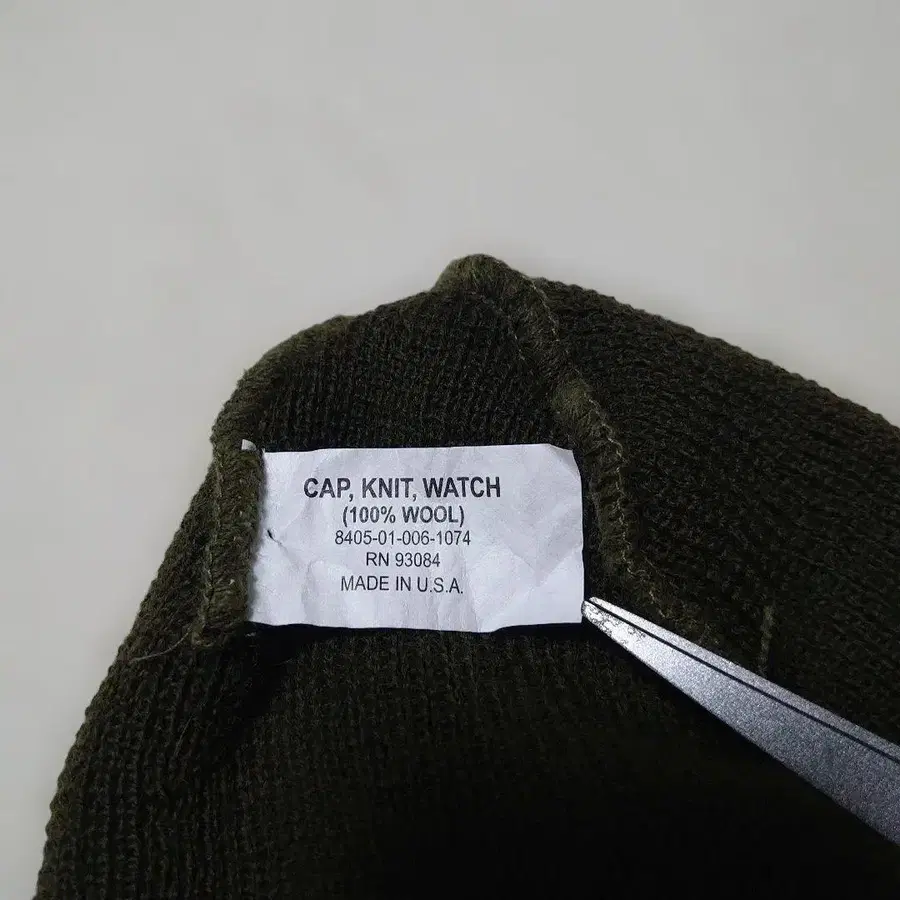 CAP, KNIT, WATCH
(100% WOOL)
8405-01-006-1074
RN 93084
MADE IN U.S.A.